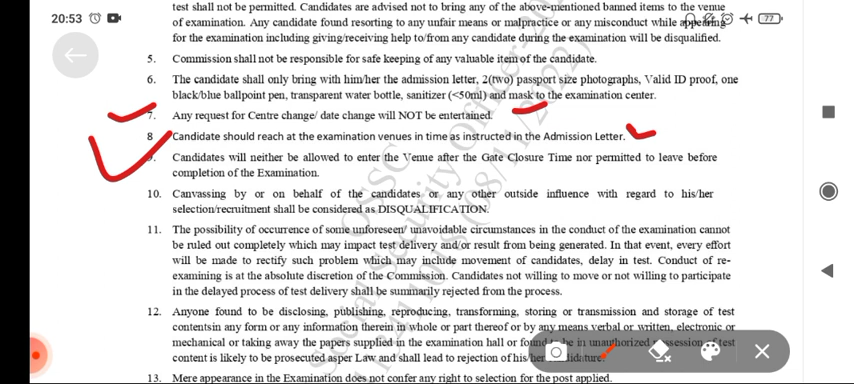 test shall not be permitted. Candidates are advised not to bring any of the above-mentioned banned items to the venue
20:53
77
of examination. Any candidate found resorting to any unfair means or malpractice or any misconduct while appearing
for the examination including giving/receiving help to/from any candidate during the examination will be disqualified.
5. Commission shall not be responsible for safe keeping of any valuable item of the candidate.
6. The candidate shall only bring with him/her the admission letter, 2(two) passport size photographs, Valid ID proof, one
black/blue ballpoint pen, transparent water bottle, sanitizer (<50ml) and mask to the examination center.
7. Any request for Centre change/ date change will NOT be entertained.
8 Candidate should reach at the examination venues in time as instructed in the Admission Letter.
9. Candidates will neither be allowed to enter the Venue after the Gate Closure Time nor permitted to leave before
completion of the Examination.
10. Canvassing by or on behalf of the candidates or any other outside influence with regard to his/her
selection/recruitment shall be considered as DISQUALIFICATION.
11. The possibility of occurrence of some unforeseen/ unavoidable circumstances in the conduct of the examination cannot
be ruled out completely which may impact test delivery and/or result from being generated. In that event, every effort
will be made to rectify such problem which may include movement of candidates, delay in test. Conduct of re-
examining is at the absolute discretion of the Commission. Candidates not willing to move or not willing to participate
in the delayed process of test delivery shall be summarily rejected from the process.
12. Anyone found to be disclosing, publishing, reproducing, transforming, storing or transmission and storage of test
contentsin any form or any information therein in whole or part thereof or by any means verbal or written, electronic or
mechanical or taking away the papers supplied in the examination hall or found to be in unauthorized possession of test
content is likely to be prosecuted asper Law and shall lead to rejection of his/her candidature.
13. Mere appearance in the Examination does not confer any right to selection for the post applied.
OSSC
Social Security Officer
(08/11/2022)